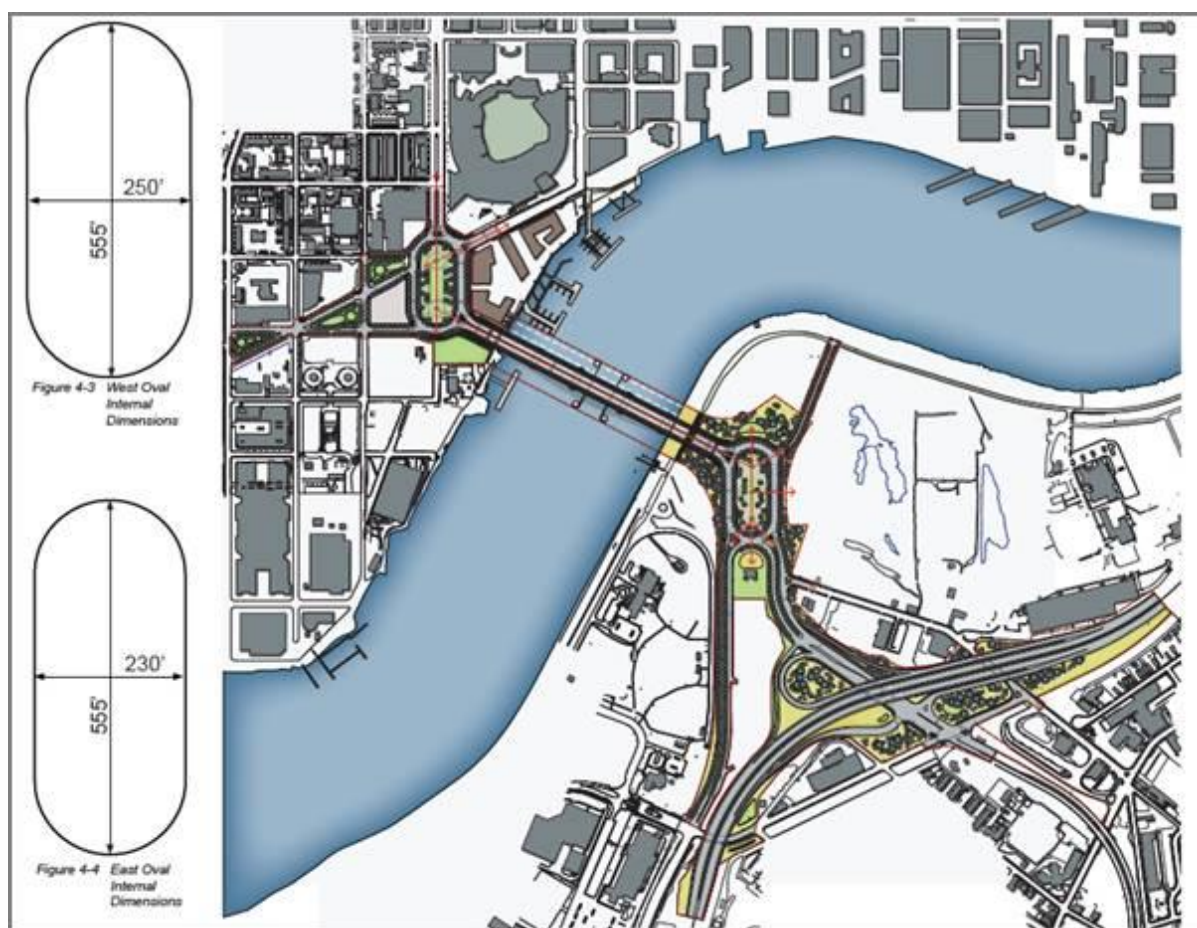 250'
555'
Figure 4-3 West Oval
Internal
Dimensions
230'
555'
Figure 4-4 East Oval
Internal
Dimensions